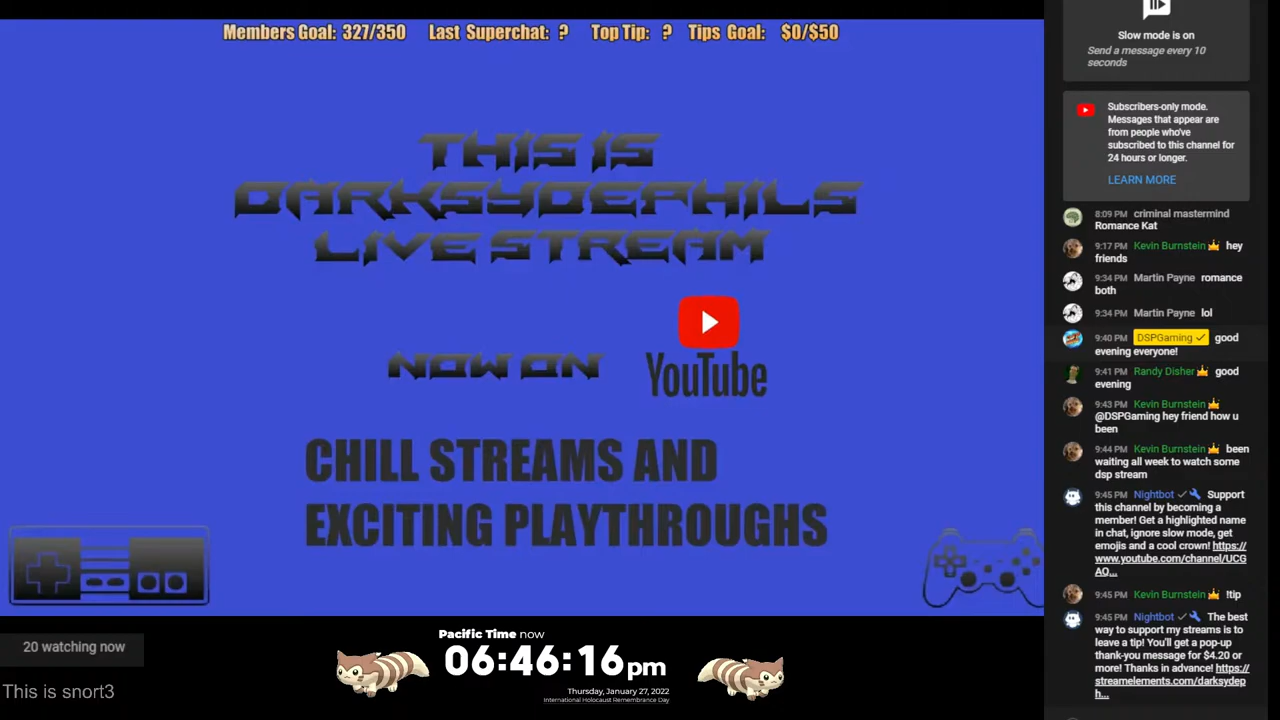 Members Goal: 327/350 Last Superchat: ? Top Tip: ? Tips Goal: $0/$50
THIS IS
DARKSYDEPHILS
LIVE STREAM
NOW ON
YouTube
CHILL STREAMS AND
EXCITING PLAYTHROUGHS
20 watching now
This is snort3
Pacific Time now
06:46:16pm
Thursday, January 27, 2022
International Holocaust Remembrance Day
Slow mode is on
Send a message every 10
seconds
Subscribers-only mode.
Messages that appear are
from people who've
subscribed to this channel for
24 hours or longer.
LEARN MORE
8:09 PM criminal mastermind
Romance Kat
9:17 PM Kevin Burnstein hey
friends
9:34 PM Martin Payne romance
both
9:34 PM Martin Payne lol
9:40 PM DSPGaming ✓ good
evening everyone!
9:41 PM Randy Disher good
evening
9:43 PM Kevin Burnstein
@DSPGaming hey friend how u
been
9:44 PM Kevin Burnstein been
waiting all week to watch some
dsp stream
9:45 PM Nightbot ✓ Support
this channel by becoming a
member! Get a highlighted name
in chat, ignore slow mode, get
emojis and a cool crown! https://
www.youtube.com/channel/UCG
AQ...
9:45 PM Kevin Burnstein !tip
9:45 PM Nightbot ✓ The best
way to support my streams is to
leave a tip! You'll get a pop-up
thank-you message for $4.20 or
more! Thanks in advance! https://
streamelements.com/darksydep
h...